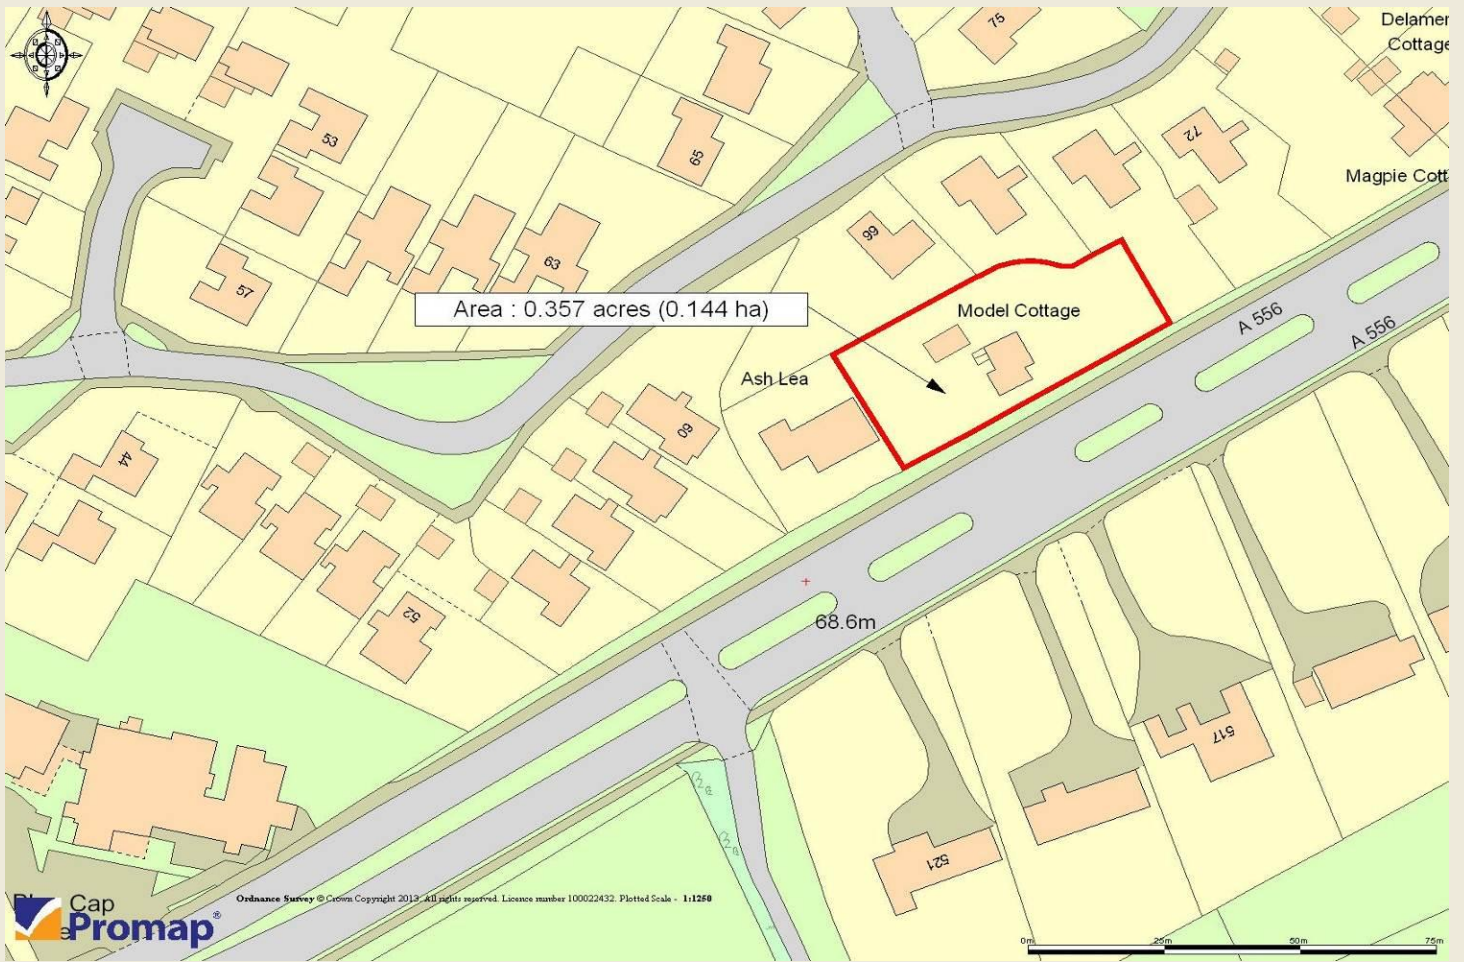 75
Delamer
Cottage
53
65
72
Magpie Cott
66
63
57
Area : 0.357 acres (0.144 ha)
Model Cottage
A 556
A 556
Ash Lea
60
44
52
68.6m
517
521
Cap
Promap®
Ordnance Survey © Crown Copyright 2013. All rights reserved. Licence number 100022432. Plotted Scale - 1:1250
0m 25m 50m 75m